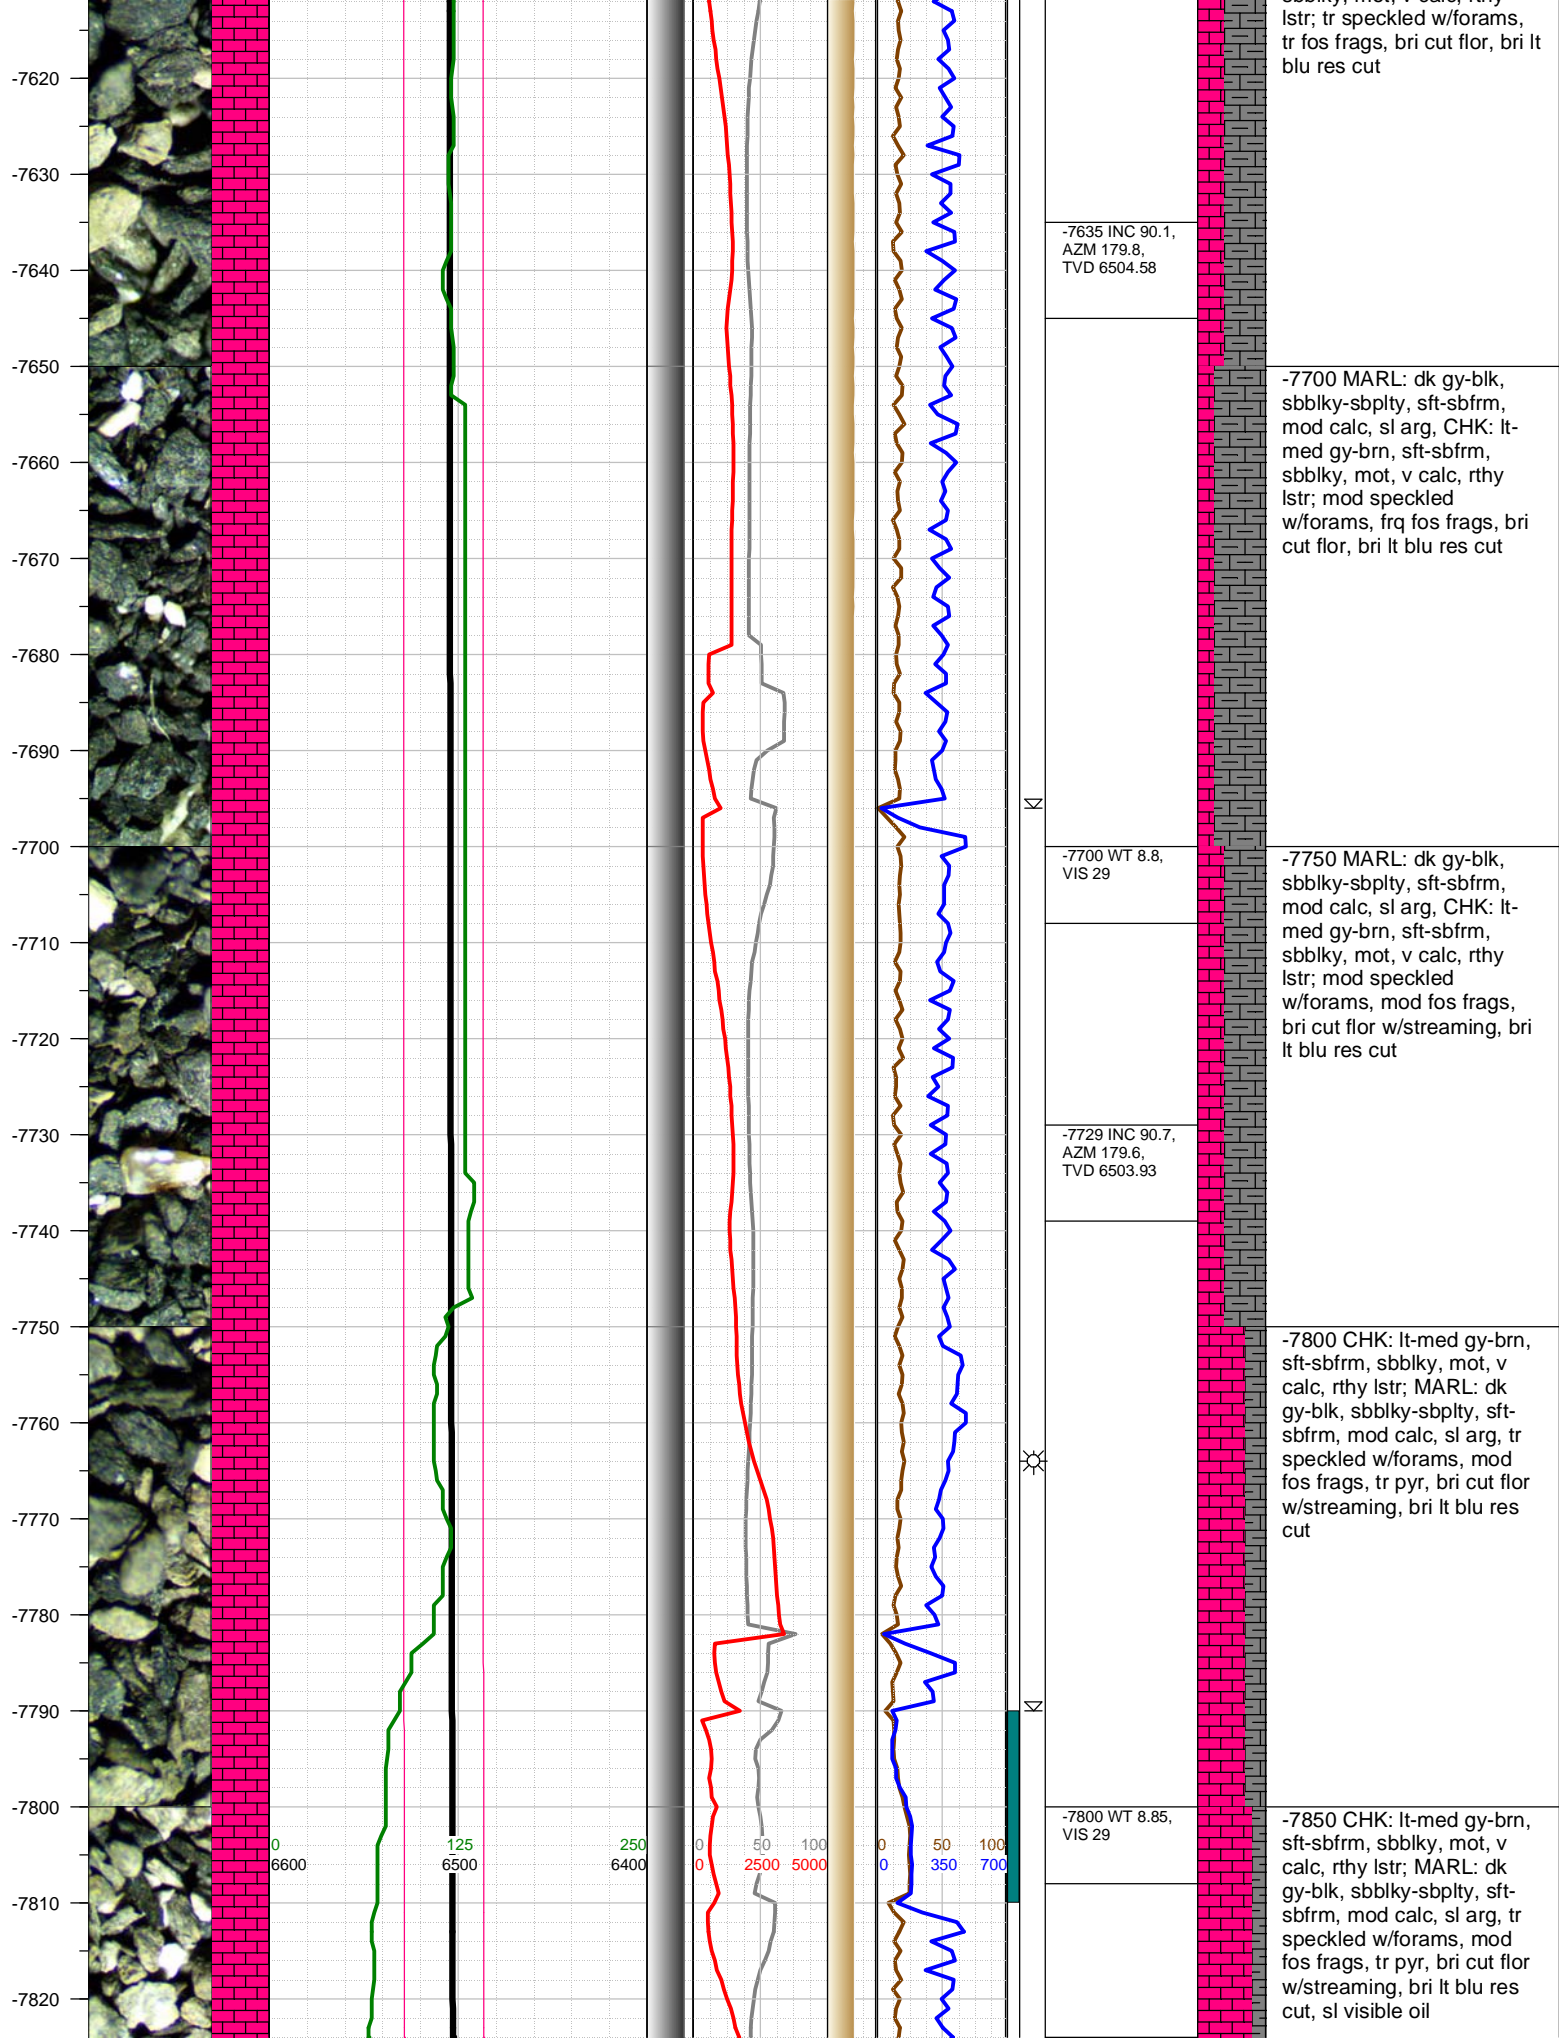 sbblky, mot, v calc, rthy
lstr; tr speckled w/forams,
tr fos frags, bri cut flor, bri lt
blu res cut
-7620
-7630
-7635 INC 90.1,
AZM 179.8,
TVD 6504.58
-7640
-7650
-7700 MARL: dk gy-blk,
sbblky-sbplty, sft-sbfrm,
mod calc, sl arg, CHK: lt-
med gy-brn, sft-sbfrm,
sbblky, mot, v calc, rthy
lstr; mod speckled
w/forams, frq fos frags, bri
cut flor, bri lt blu res cut
-7660
-7670
-7680
-7690
-7700
-7700 WT 8.8,
VIS 29
-7750 MARL: dk gy-blk,
sbblky-sbplty, sft-sbfrm,
mod calc, sl arg, CHK: lt-
med gy-brn, sft-sbfrm,
sbblky, mot, v calc, rthy
lstr; mod speckled
w/forams, mod fos frags,
bri cut flor w/streaming, bri
lt blu res cut
-7710
-7720
-7730
-7729 INC 90.7,
AZM 179.6,
TVD 6503.93
-7740
-7750
-7800 CHK: lt-med gy-brn,
sft-sbfrm, sbblky, mot, v
calc, rthy lstr; MARL: dk
gy-blk, sbblky-sbplty, sft-
sbfrm, mod calc, sl arg, tr
speckled w/forams, mod
fos frags, tr pyr, bri cut flor
w/streaming, bri lt blu res
cut
-7760
-7770
-7780
-7790
-7800
-7800 WT 8.85,
VIS 29
0 125 250 0 50 100 0 50 100
6600 6500 6400 0 2500 5000 0 350 700
-7850 CHK: lt-med gy-brn,
sft-sbfrm, sbblky, mot, v
calc, rthy lstr; MARL: dk
gy-blk, sbblky-sbplty, sft-
sbfrm, mod calc, sl arg, tr
speckled w/forams, mod
fos frags, tr pyr, bri cut flor
w/streaming, bri lt blu res
cut, sl visible oil
-7810
-7820